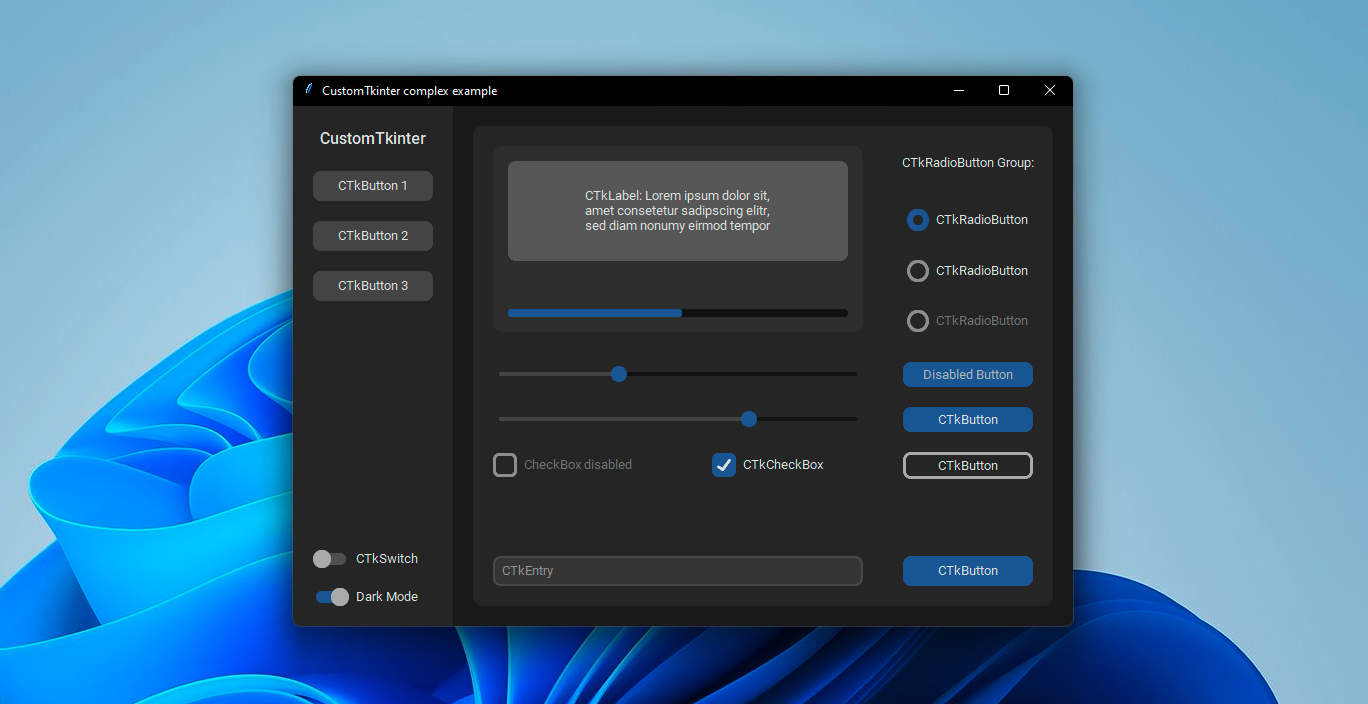 CustomTkinter complex example
CustomTkinter
CTkButton 1
CTkButton 2
CTkButton 3
CTkSwitch
Dark Mode
CTkLabel: Lorem ipsum dolor sit,
amet consetetur sadipscing elitr,
sed diam nonumy eirmod tempor
CheckBox disabled
CTkCheckBox
CTkEntry
CTkRadioButton Group:
CTkRadioButton
CTkRadioButton
CTkRadioButton
Disabled Button
CTkButton
CTkButton
CTkButton